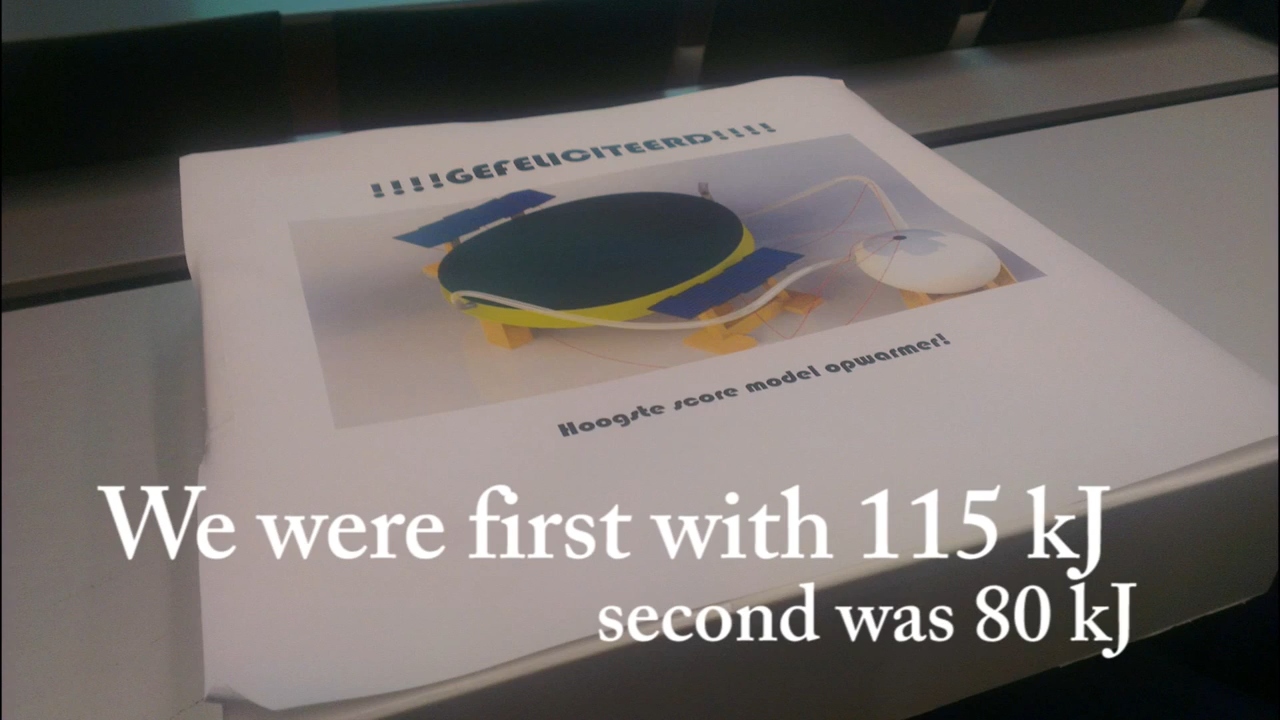 !!!!GEFELICITEERD!!!!
Hoogste score model opwarmer!
We were first with 115 kJ
second was 80 kJ